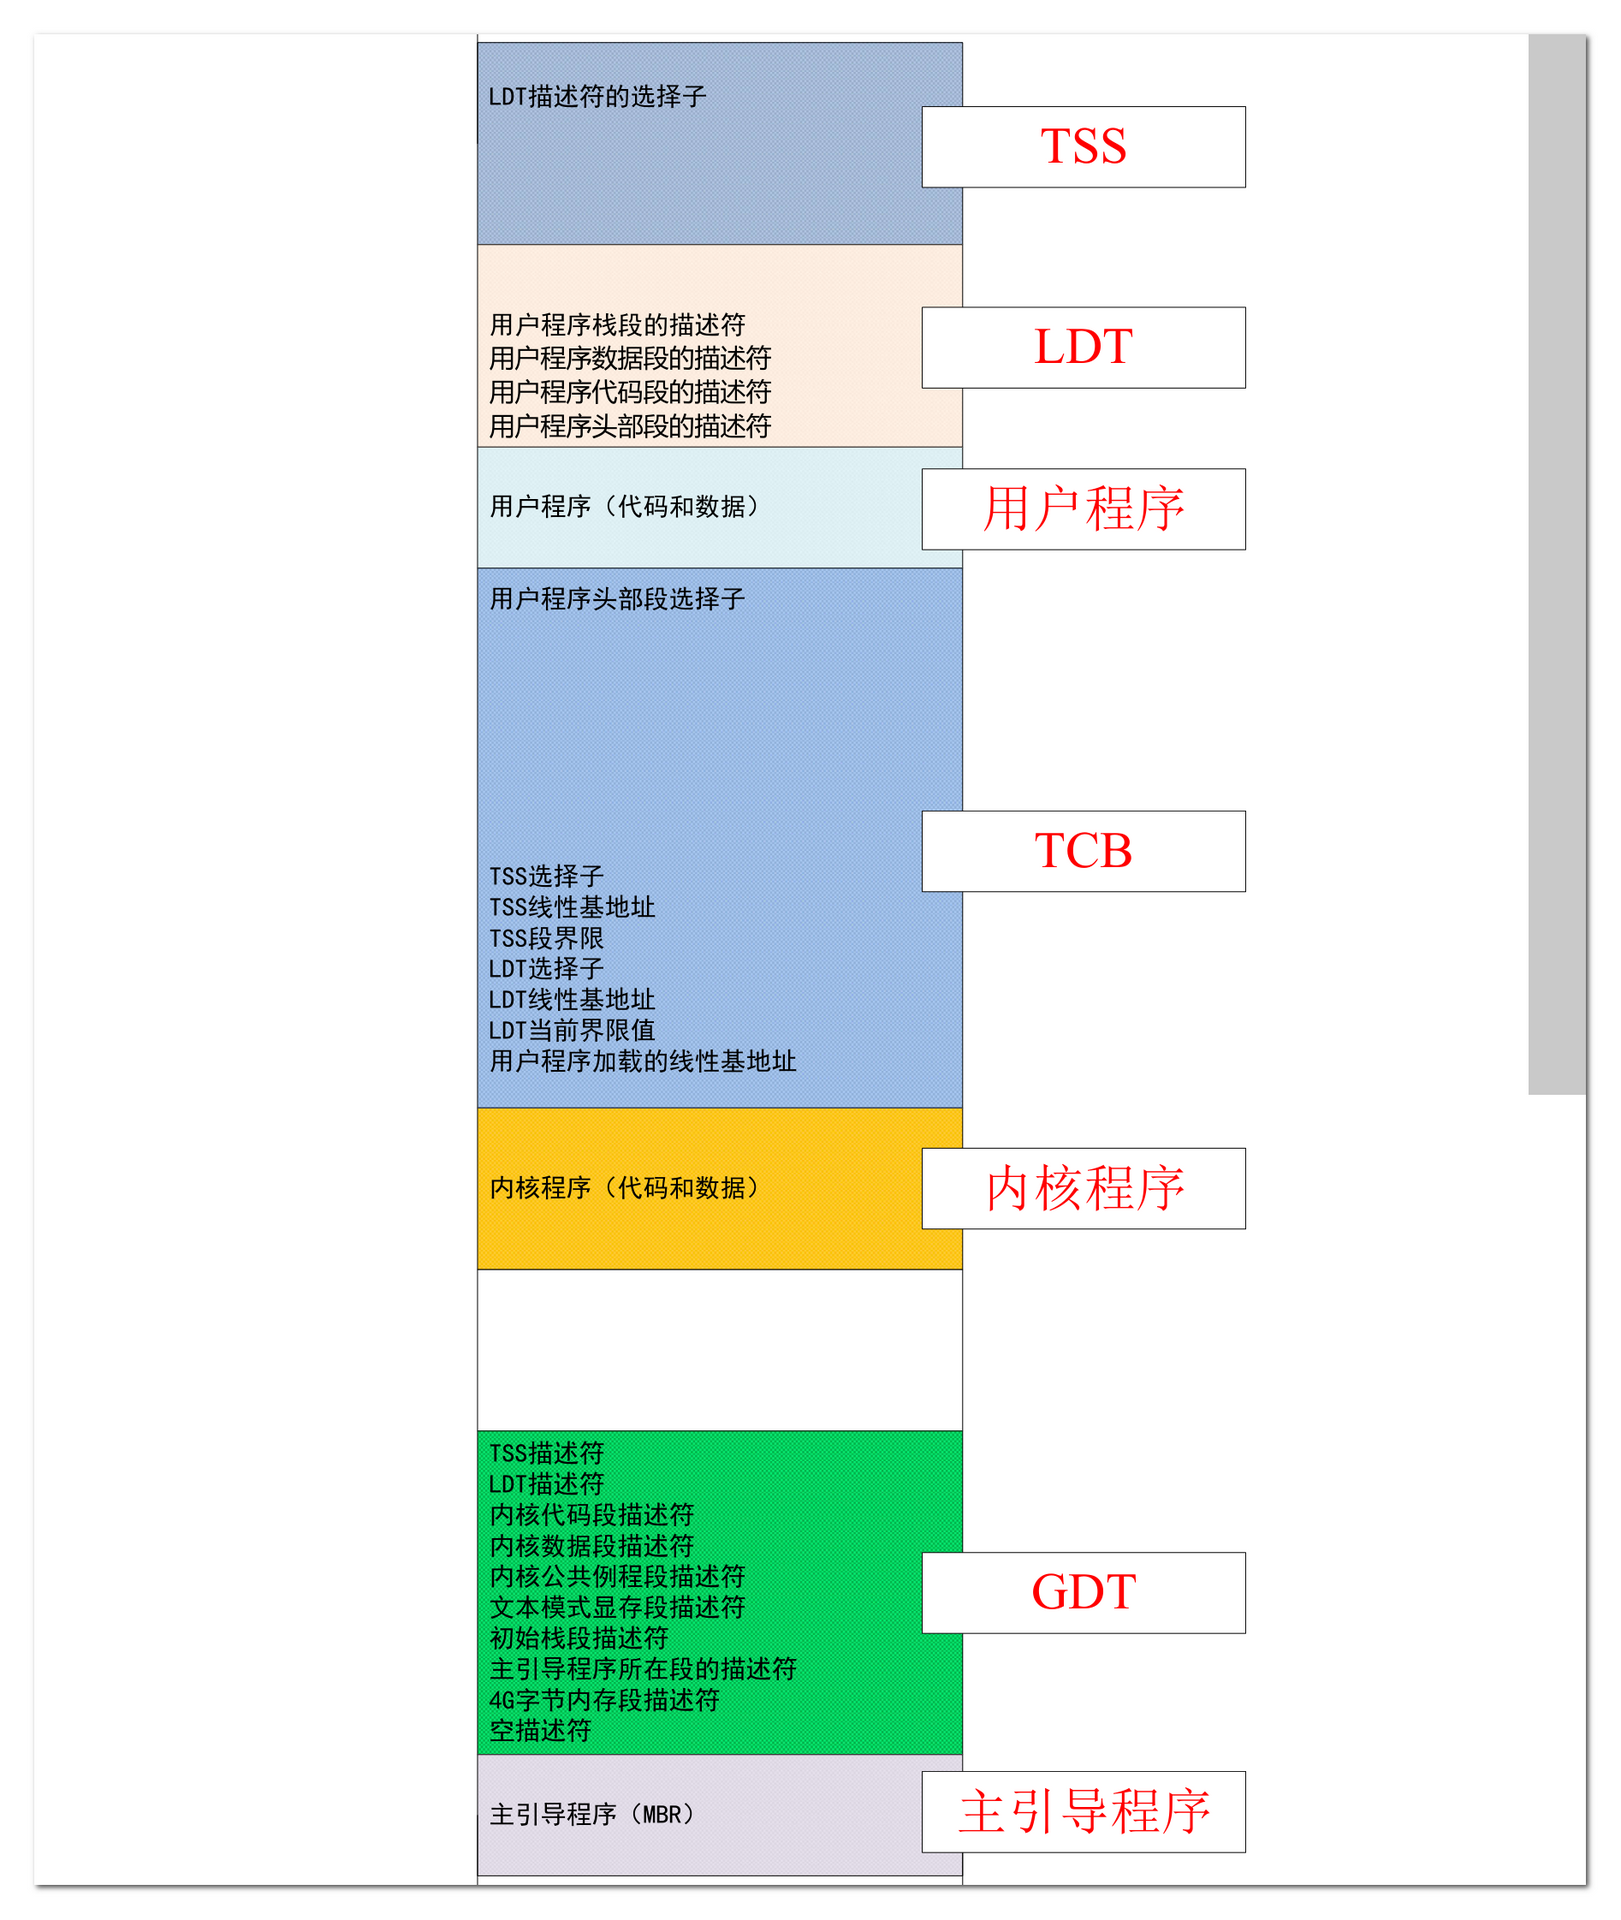 LDT描述符的选择子
TSS
用户程序栈段的描述符
用户程序数据段的描述符
用户程序代码段的描述符
用户程序头部段的描述符
LDT
用户程序（代码和数据）
用户程序
用户程序头部段选择子
TCB
TSS选择子
TSS线性基地址
TSS段界限
LDT选择子
LDT线性基地址
LDT当前界限值
用户程序加载的线性基地址
内核程序（代码和数据）
内核程序
TSS描述符
LDT描述符
内核代码段描述符
内核数据段描述符
内核公共例程段描述符
文本模式显存段描述符
初始栈段描述符
主引导程序所在段的描述符
4G字节内存段描述符
空描述符
GDT
主引导程序（MBR）
主引导程序